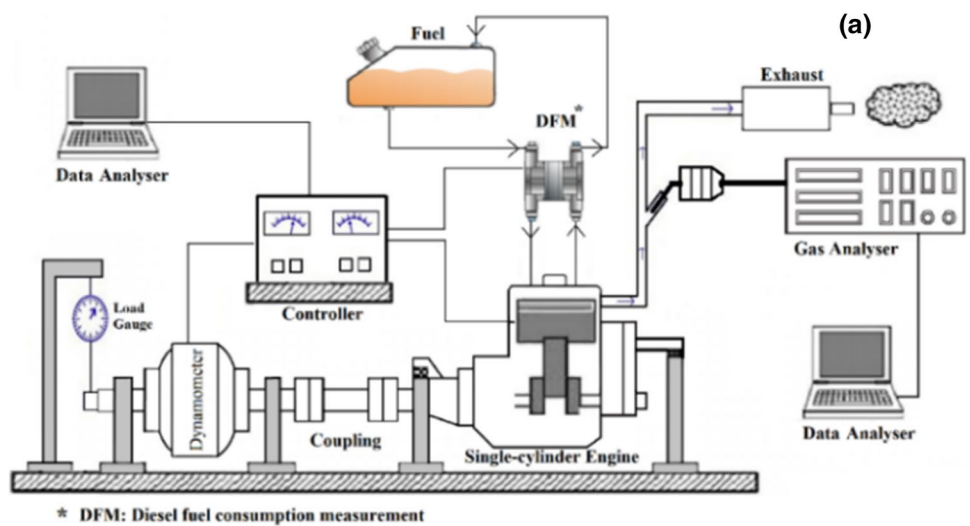 (a)
Fuel
Exhaust
DFM*
Data Analyser
Gas Analyser
Controller
Load
Gauge
Dynamometer
Coupling
Single-cylinder Engine
Data Analyser
* DFM: Diesel fuel consumption measurement